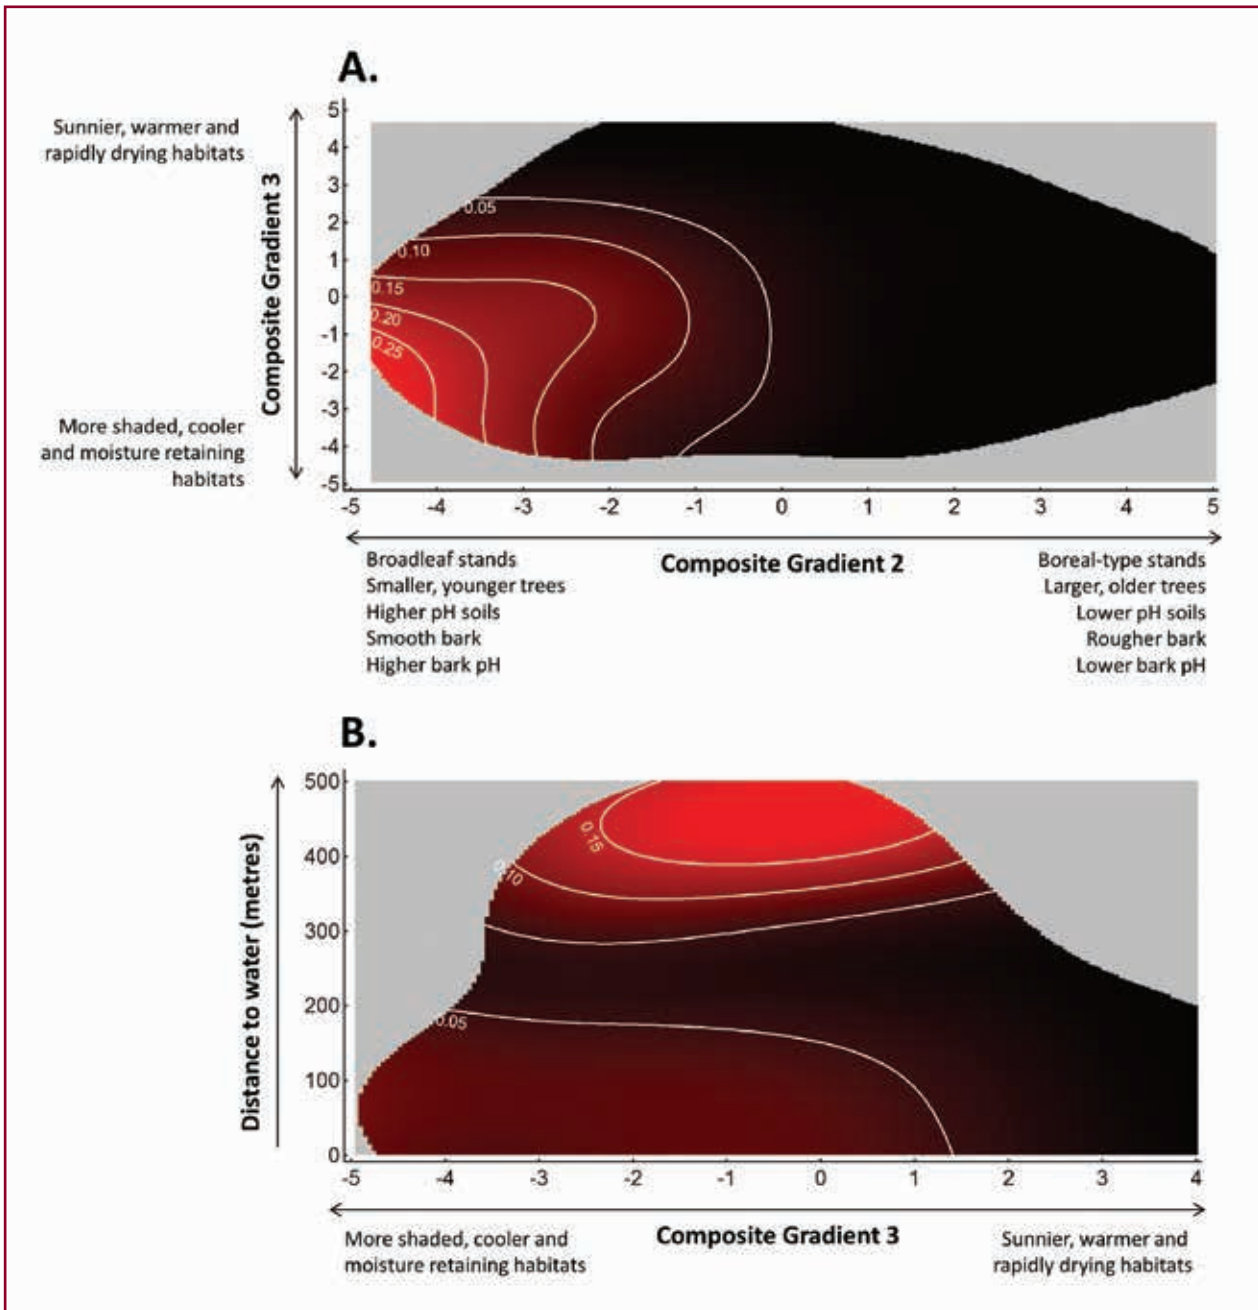 A.
Sunnier, warmer and
rapidly drying habitats
More shaded, cooler
and moisture retaining
habitats
Composite Gradient 3
5
4
3
2
1
0
-1
-2
-3
-4
-5
0.05
0.10
0.15
0.20
0.25
-5 -4 -3 -2 -1 0 1 2 3 4 5
Composite Gradient 2
Broadleaf stands
Smaller, younger trees
Higher pH soils
Smooth bark
Higher bark pH
Boreal-type stands
Larger, older trees
Lower pH soils
Rougher bark
Lower bark pH
B.
Distance to water (metres)
500
400
300
200
100
0
0.15
0.10
0.05
-5 -4 -3 -2 -1 0 1 2 3 4
Composite Gradient 3
More shaded, cooler and
moisture retaining habitats
Sunnier, warmer and
rapidly drying habitats